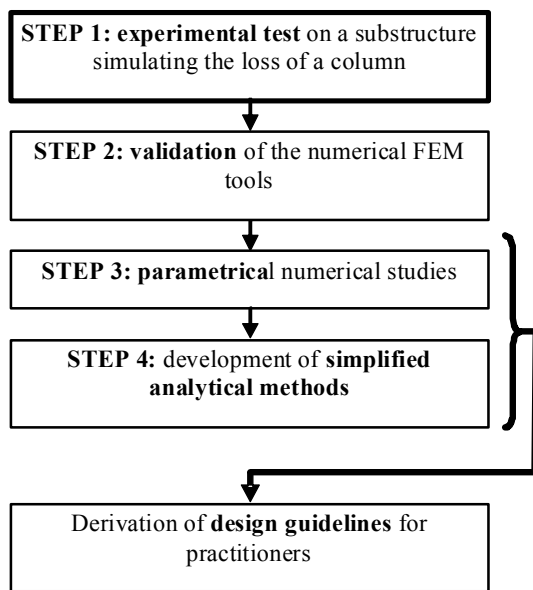 STEP 1: experimental test on a substructure
simulating the loss of a column
STEP 2: validation of the numerical FEM
tools
STEP 3: parametrical numerical studies
STEP 4: development of simplified
analytical methods
Derivation of design guidelines for
practitioners